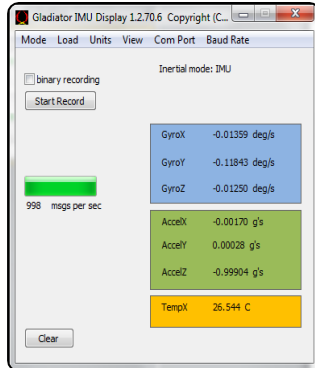 Gladiator IMU Display 1.2.70.6 Copyright (C...
Mode Load Units View Com Port Baud Rate
Inertial mode: IMU
binary recording
Start Record
GyroX -0.01359 deg/s
GyroY -0.11843 deg/s
GyroZ -0.01250 deg/s
998 msgs per sec
AccelX -0.00170 g's
AccelY 0.00028 g's
AccelZ -0.99904 g's
TempX 26.544 C
Clear